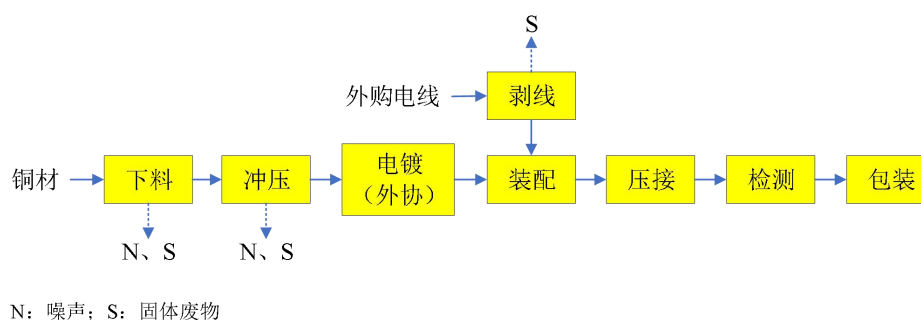 S
外购电线
剥线
铜材
下料
冲压
电镀
（外协）
装配
压接
检测
包装
N、S
N、S
N：噪声；S：固体废物